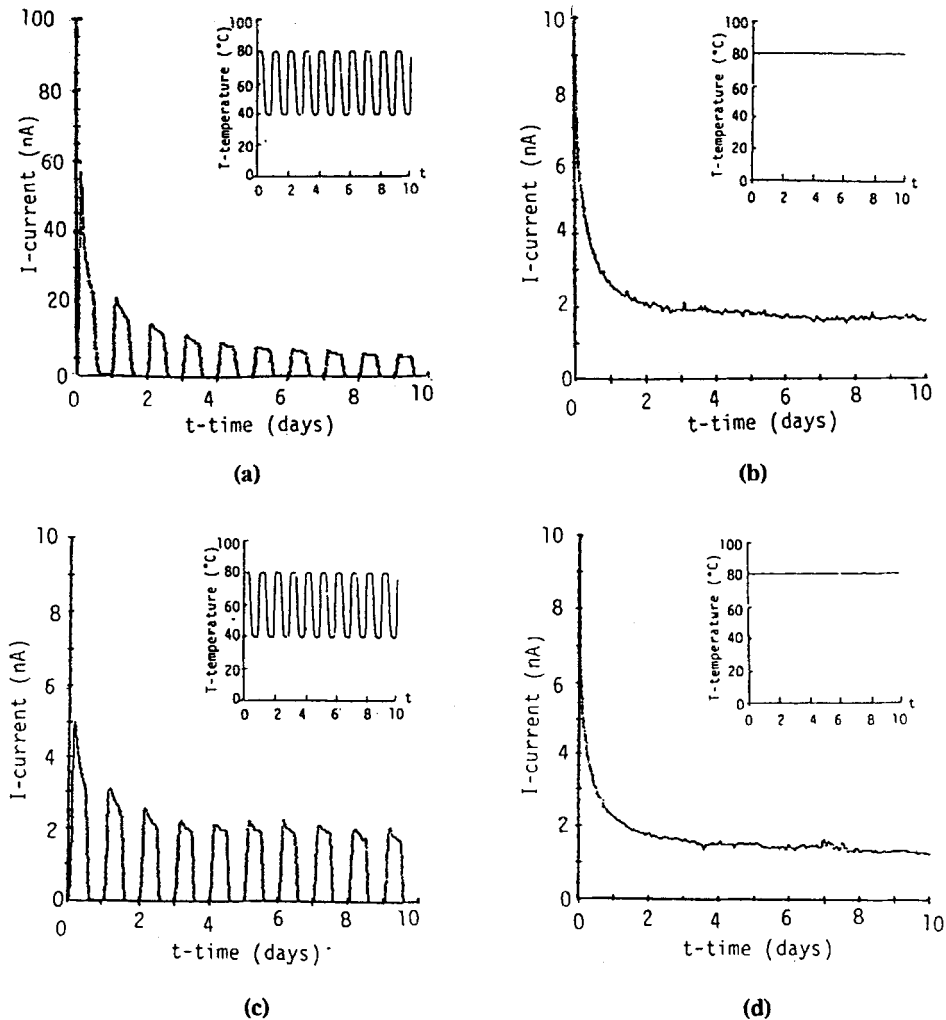 100
80
60
40
20
0
I-current (nA)
0 2 4 6 8 10
t-time (days)
T-temperature (°C)
100
80
60
40
20
0
0 2 4 6 8 10 t
(a)
10
8
6
4
2
0
I-current (nA)
0 2 4 6 8 10
t-time (days)
T-temperature (°C)
100
80
60
40
20
0
0 2 4 6 8 10 t
(b)
10
8
6
4
2
0
I-current (nA)
0 2 4 6 8 10
t-time (days)
T-temperature (°C)
100
80
60
40
20
0
0 2 4 6 8 10 t
(c)
10
8
6
4
2
0
I-current (nA)
0 2 4 6 8 10
t-time (days)
T-temperature (°C)
100
80
60
40
20
0
0 2 4 6 8 10 t
(d)